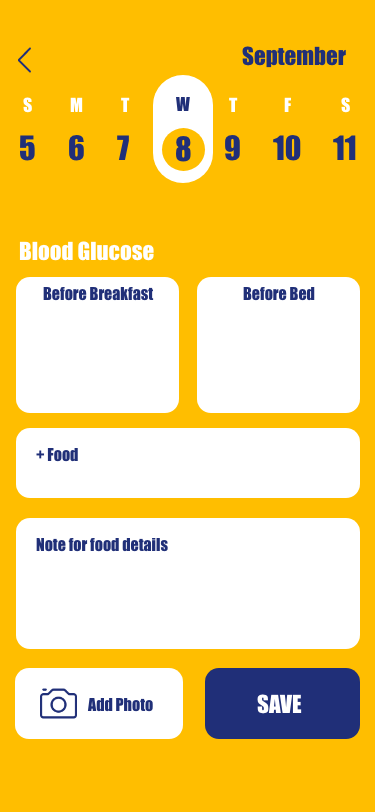 September
S M T W T F S
5 6 7 8 9 10 11
Blood Glucose
Before Breakfast Before Bed
+ Food
Note for food details
Add Photo SAVE